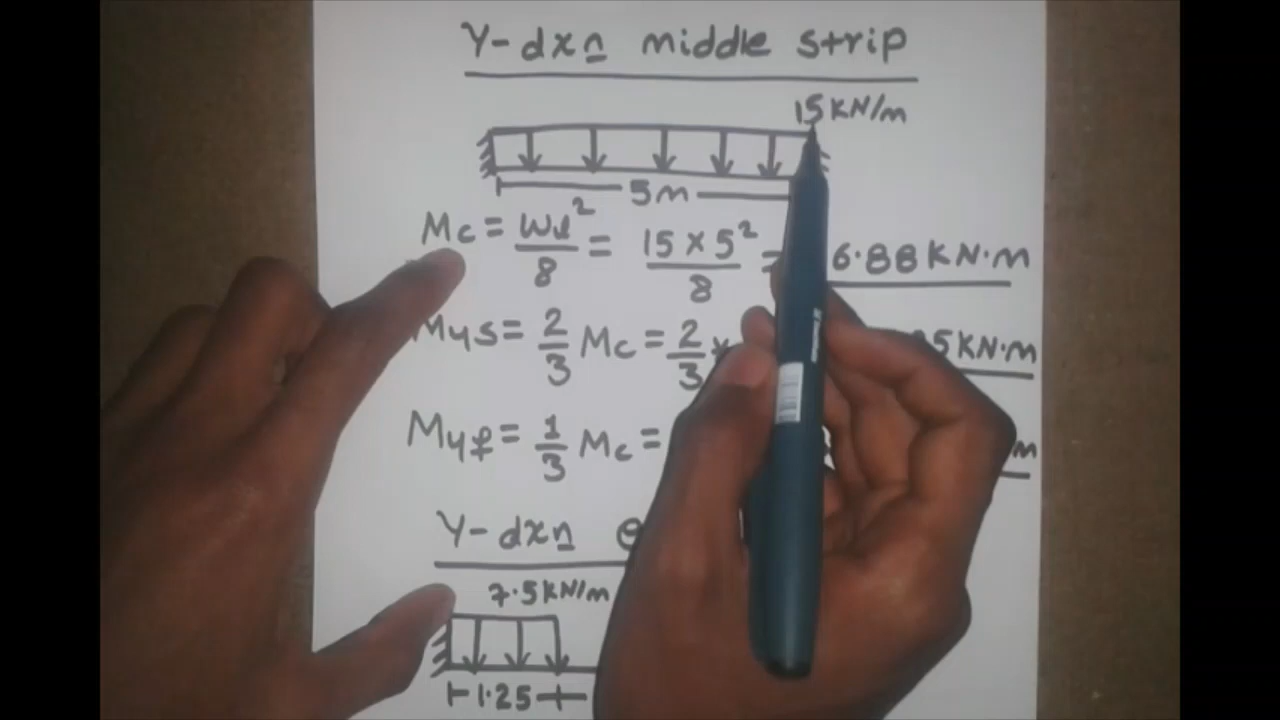 Y-dxn middle strip
15KN/m
5m
Mc = wl²/8 = 15 x 5²/8 = 6.88 KN.m
Mys = 2/3 Mc = 2/3 x 5 KN.m
Myf = 1/3 Mc = m
Y-dxn e
7.5KN/m
1.25